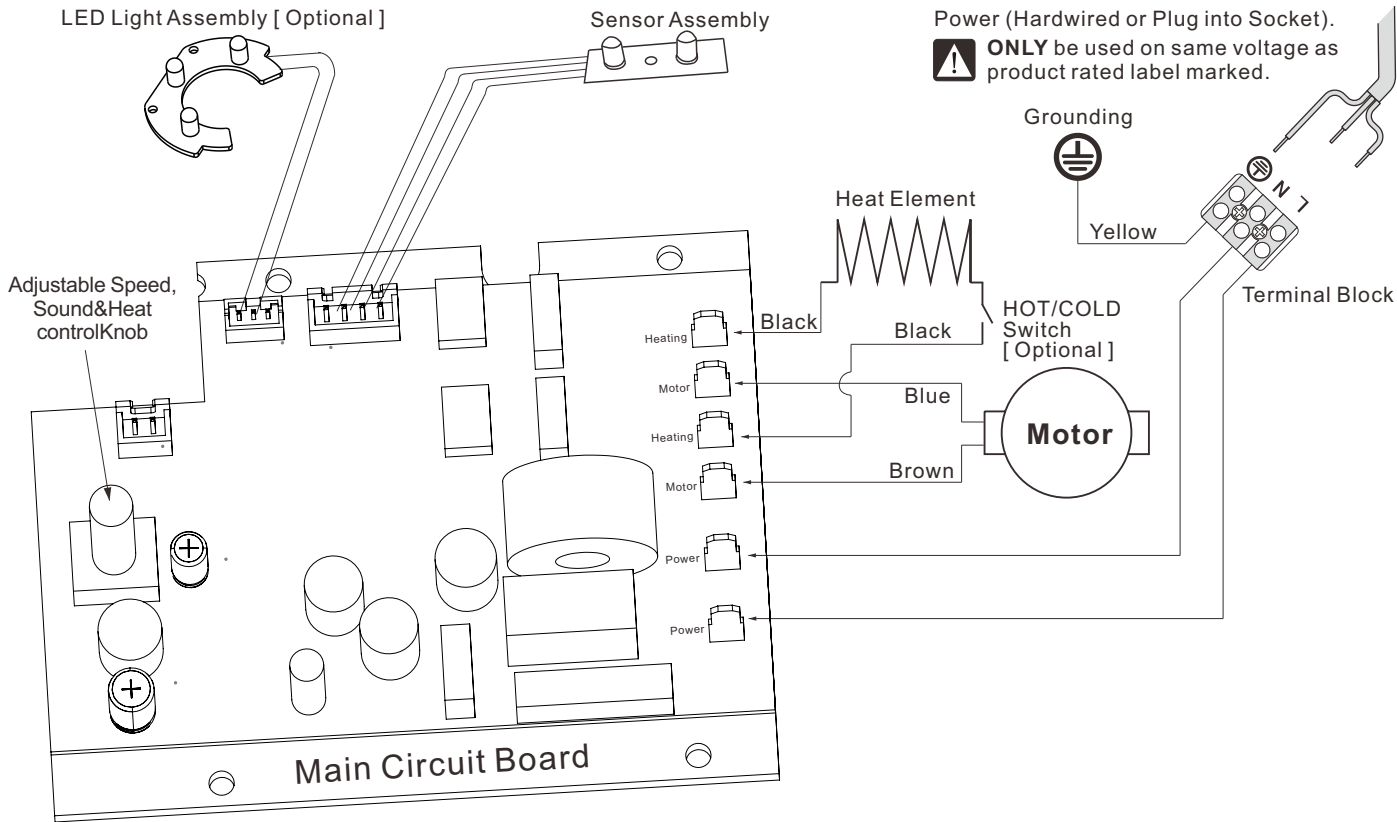 LED Light Assembly [ Optional ]
Sensor Assembly
Power (Hardwired or Plug into Socket).
ONLY be used on same voltage as
product rated label marked.
Grounding
N
L
Heat Element
Yellow
Terminal Block
Adjustable Speed,
Sound&Heat
controlKnob
Black
Black
HOT/COLD
Switch
[ Optional ]
Heating
Motor
Blue
Heating
Motor
Brown
Motor
Power
Power
Main Circuit Board